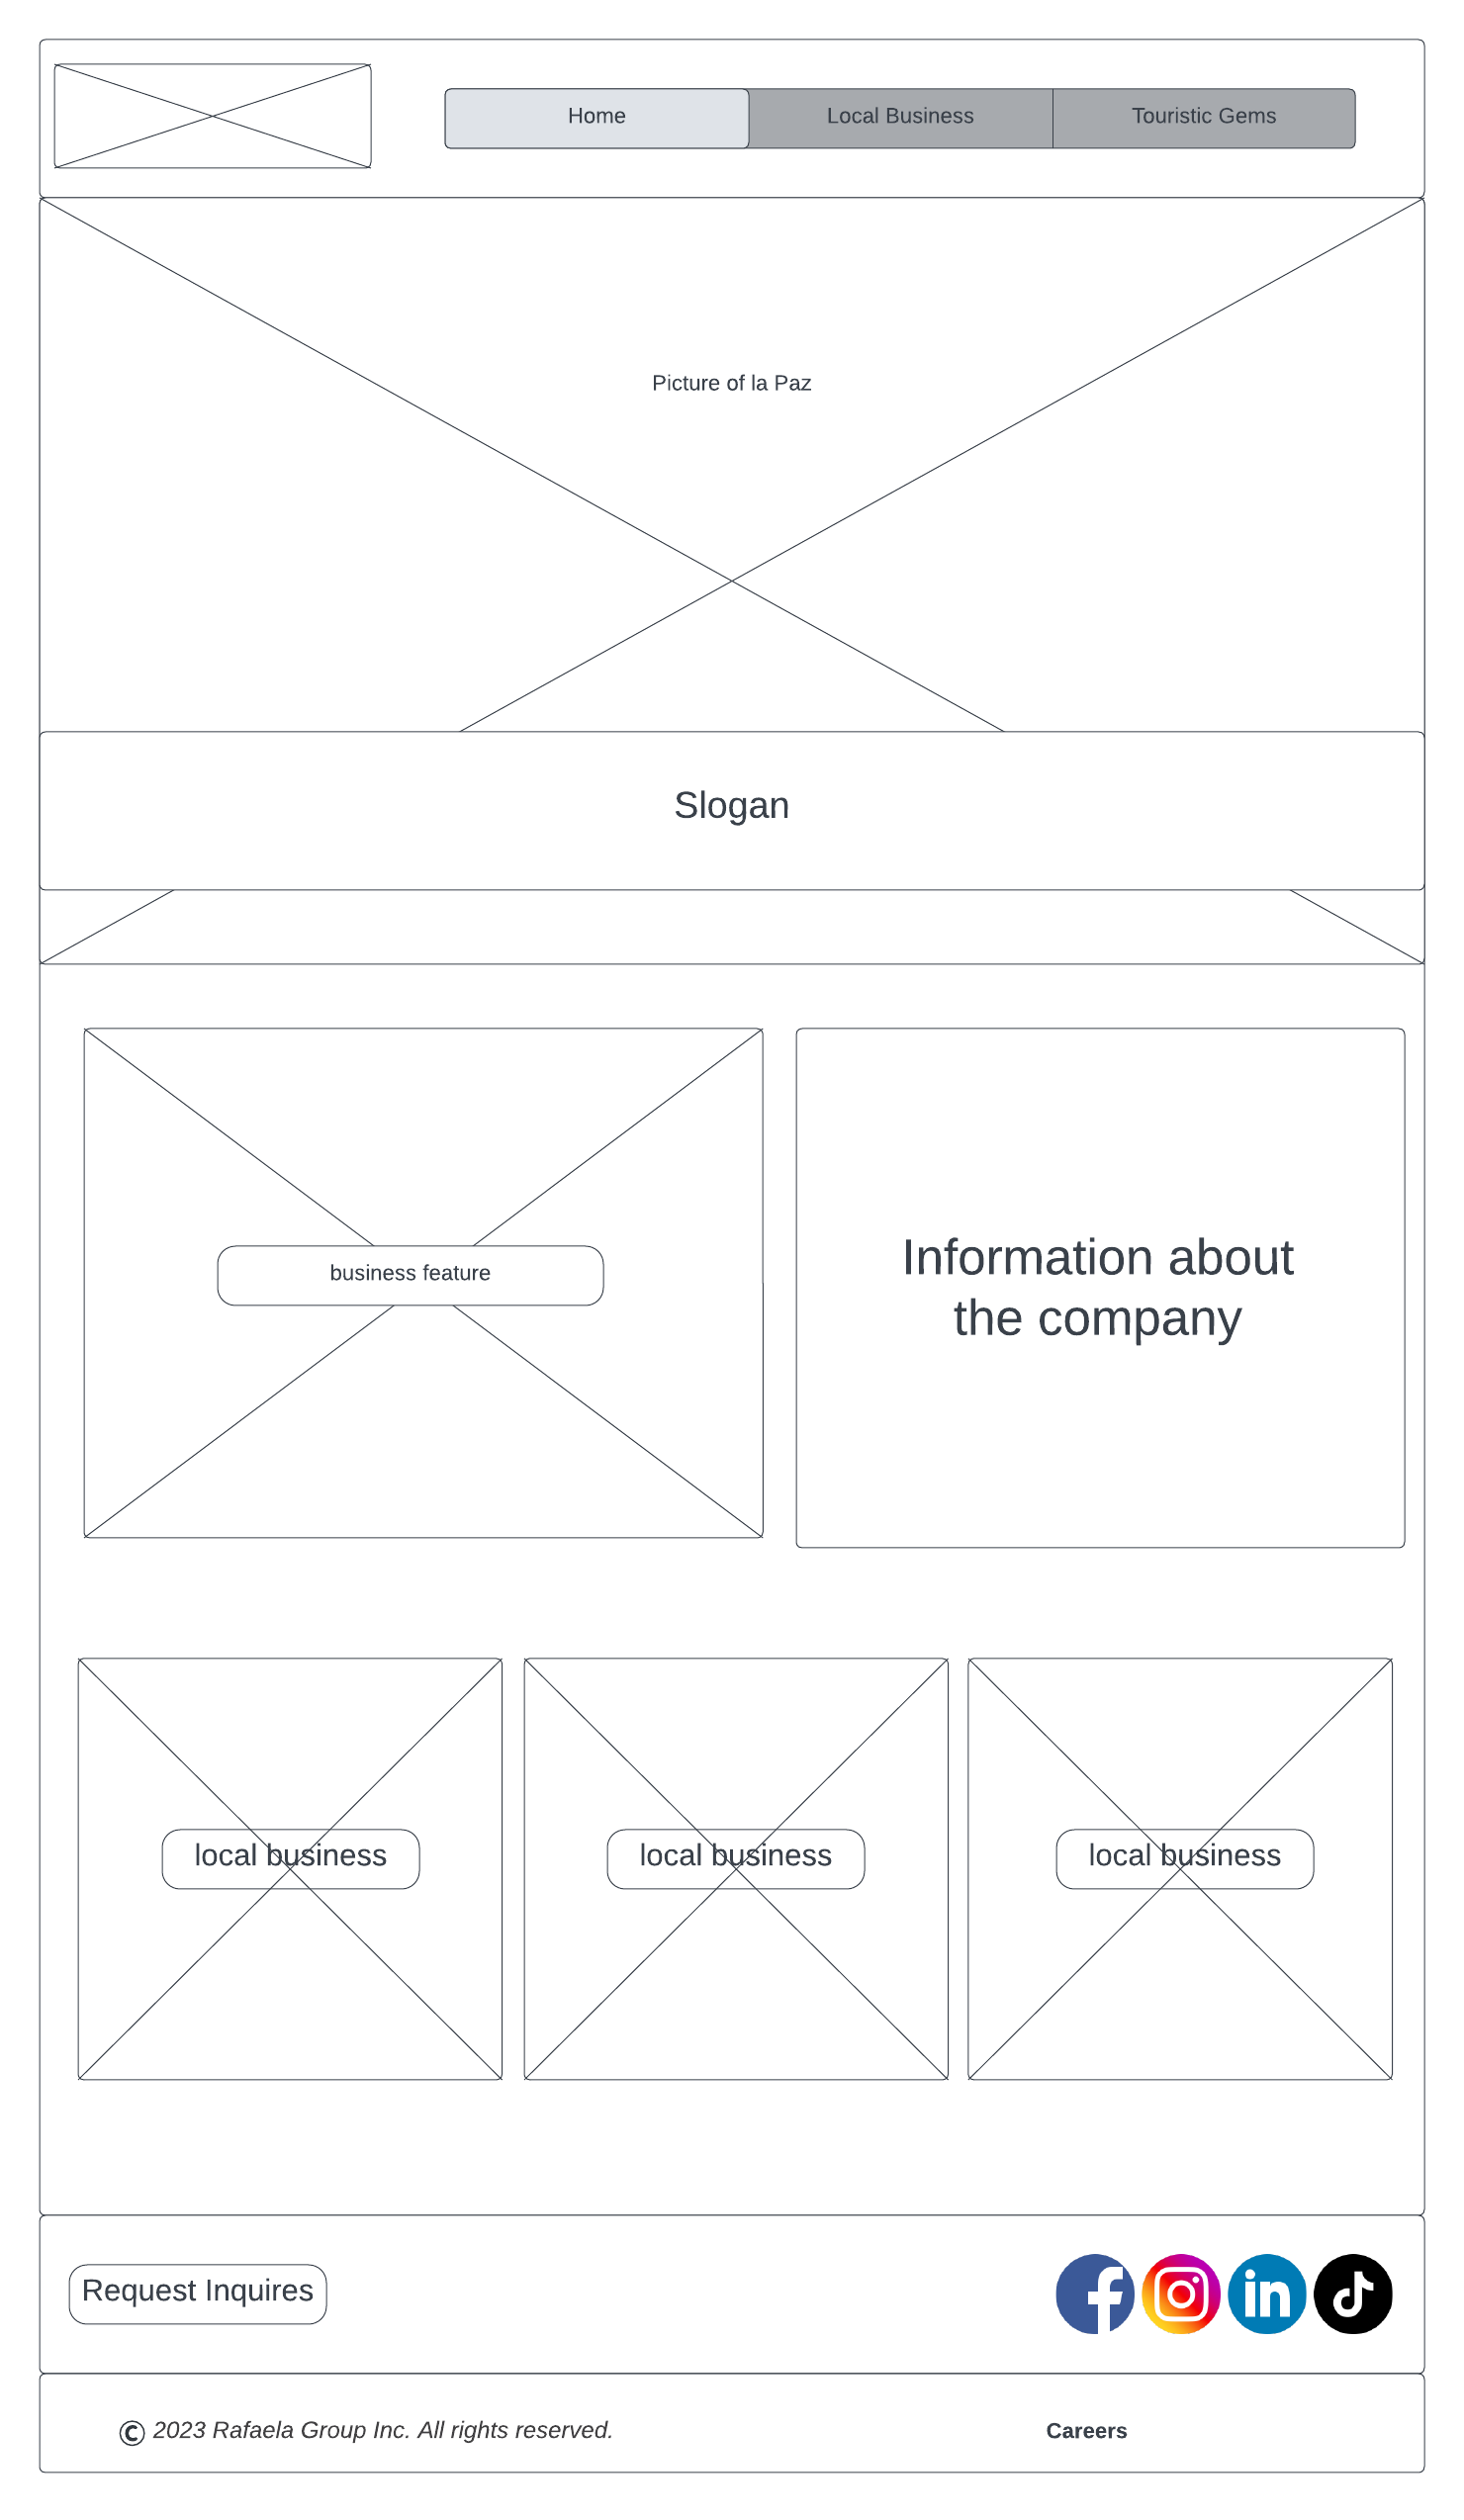 Home
Local Business
Touristic Gems
Picture of la Paz
Slogan
business feature
Information about
the company
local business
local business
local business
Request Inquires
© 2023 Rafaela Group Inc. All rights reserved.
Careers